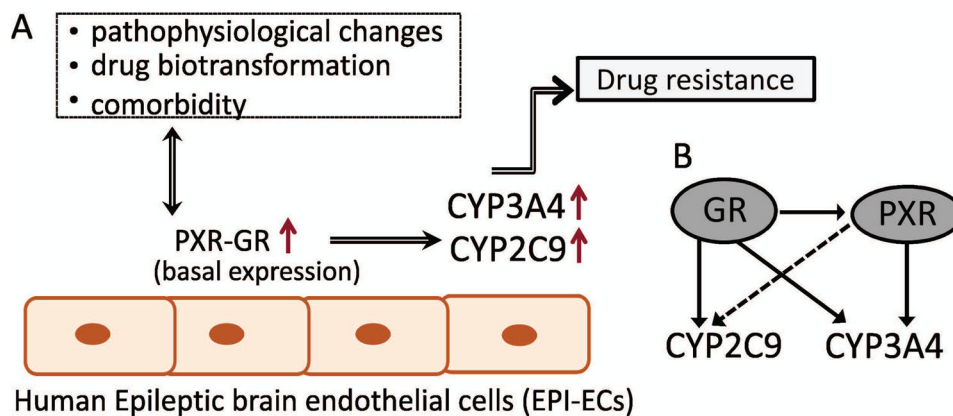 A
• pathophysiological changes
• drug biotransformation
• comorbidity
Drug resistance
PXR-GR
(basal expression)
CYP3A4
CYP2C9
Human Epileptic brain endothelial cells (EPI-ECs)
B
GR
PXR
CYP2C9
CYP3A4